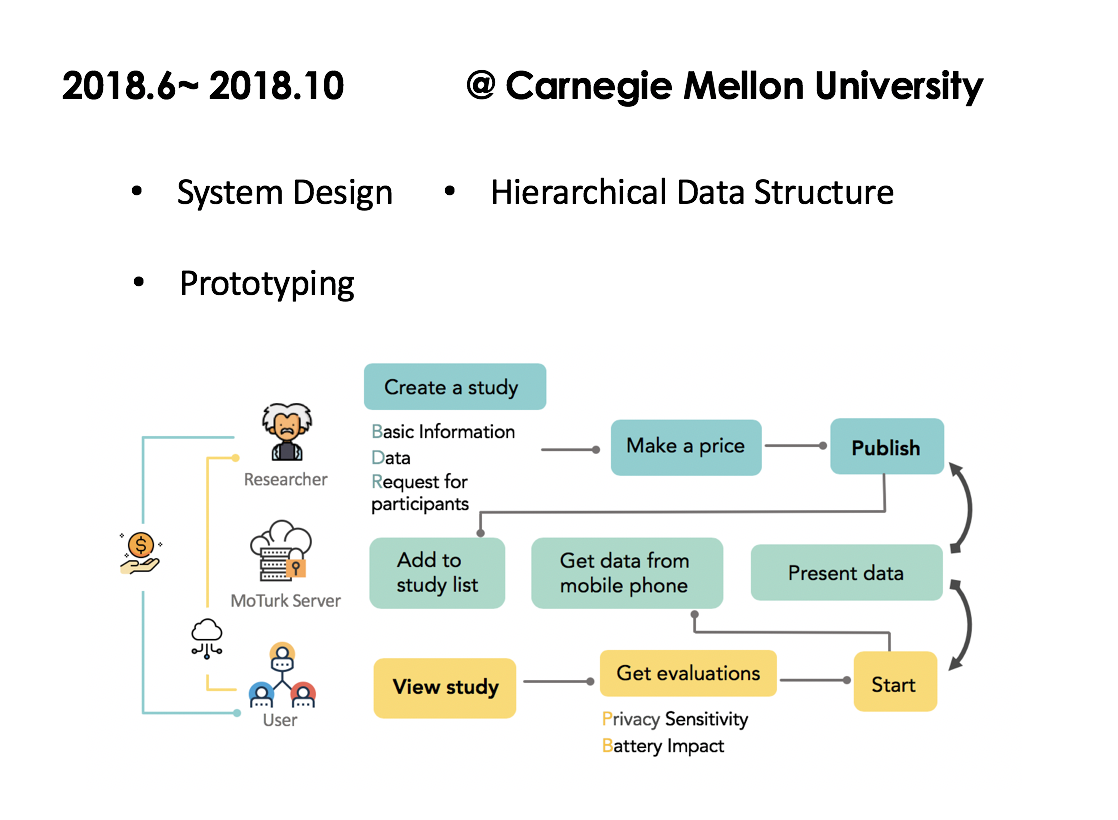 2018.6~ 2018.10 @ Carnegie Mellon University
• System Design • Hierarchical Data Structure
• Prototyping
Create a study
Basic Information
Data
Request for
participants
Make a price
Publish
Researcher
Add to
study list
Get data from
mobile phone
Present data
MoTurk Server
View study
Get evaluations
Start
Privacy Sensitivity
Battery Impact
User
$